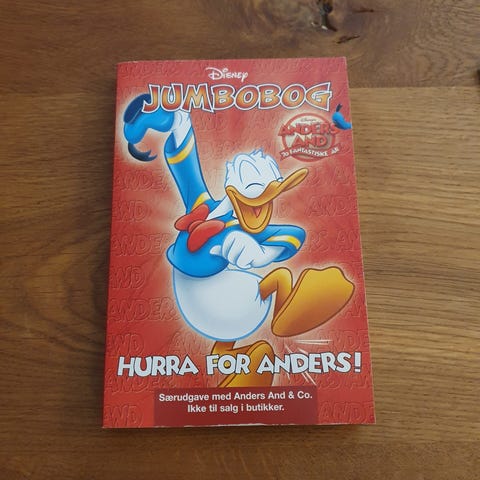 Disney
JUMBOBOG
Disney's
ANDERS
AND
70 FANTASTISKE ÅR
HURRA FOR ANDERS!
Særudgave med Anders And & Co.
Ikke til salg i butikker.